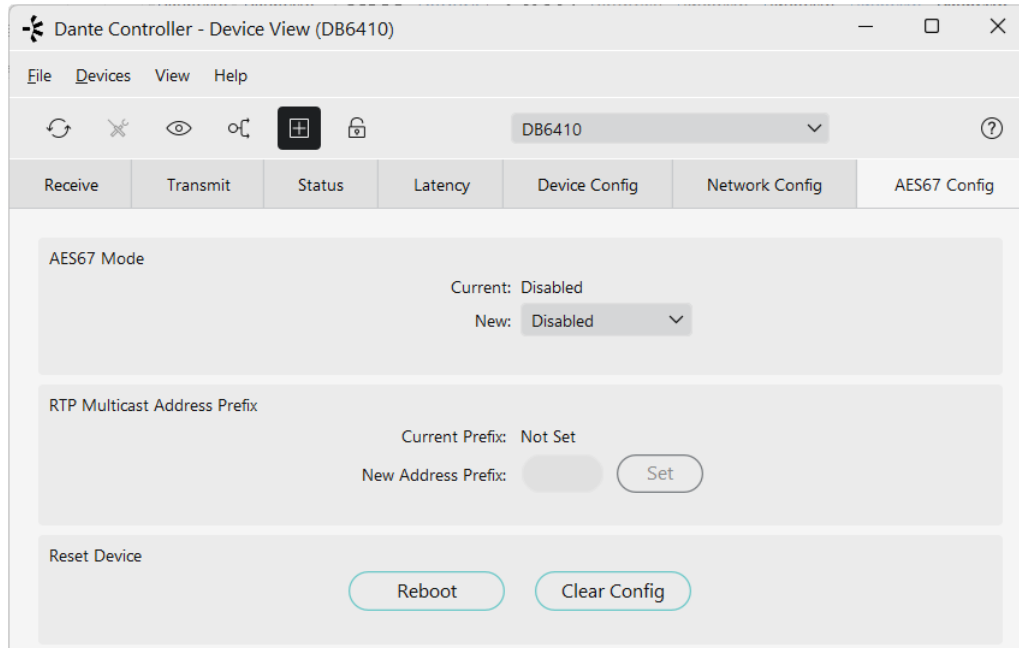 Dante Controller - Device View (DB6410)
File Devices View Help
DB6410
Receive Transmit Status Latency Device Config Network Config AES67 Config
AES67 Mode
Current: Disabled
New: Disabled
RTP Multicast Address Prefix
Current Prefix: Not Set
New Address Prefix: Set
Reset Device
Reboot Clear Config